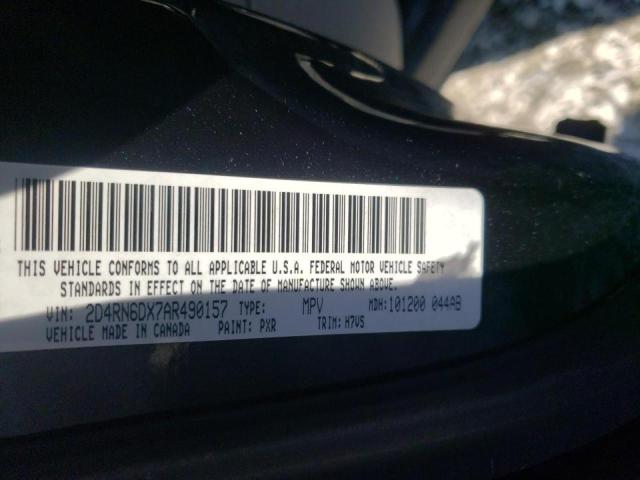 THIS VEHICLE CONFORMS TO ALL APPLICABLE U.S.A. FEDERAL MOTOR VEHICLE SAFETY
STANDARDS IN EFFECT ON THE DATE OF MANUFACTURE SHOWN ABOVE.
VIN: 2D4RN6DX7AR490157 TYPE: MPV MDH:101200 044AB
VEHICLE MADE IN CANADA PAINT: PXR TRIM: H7VS